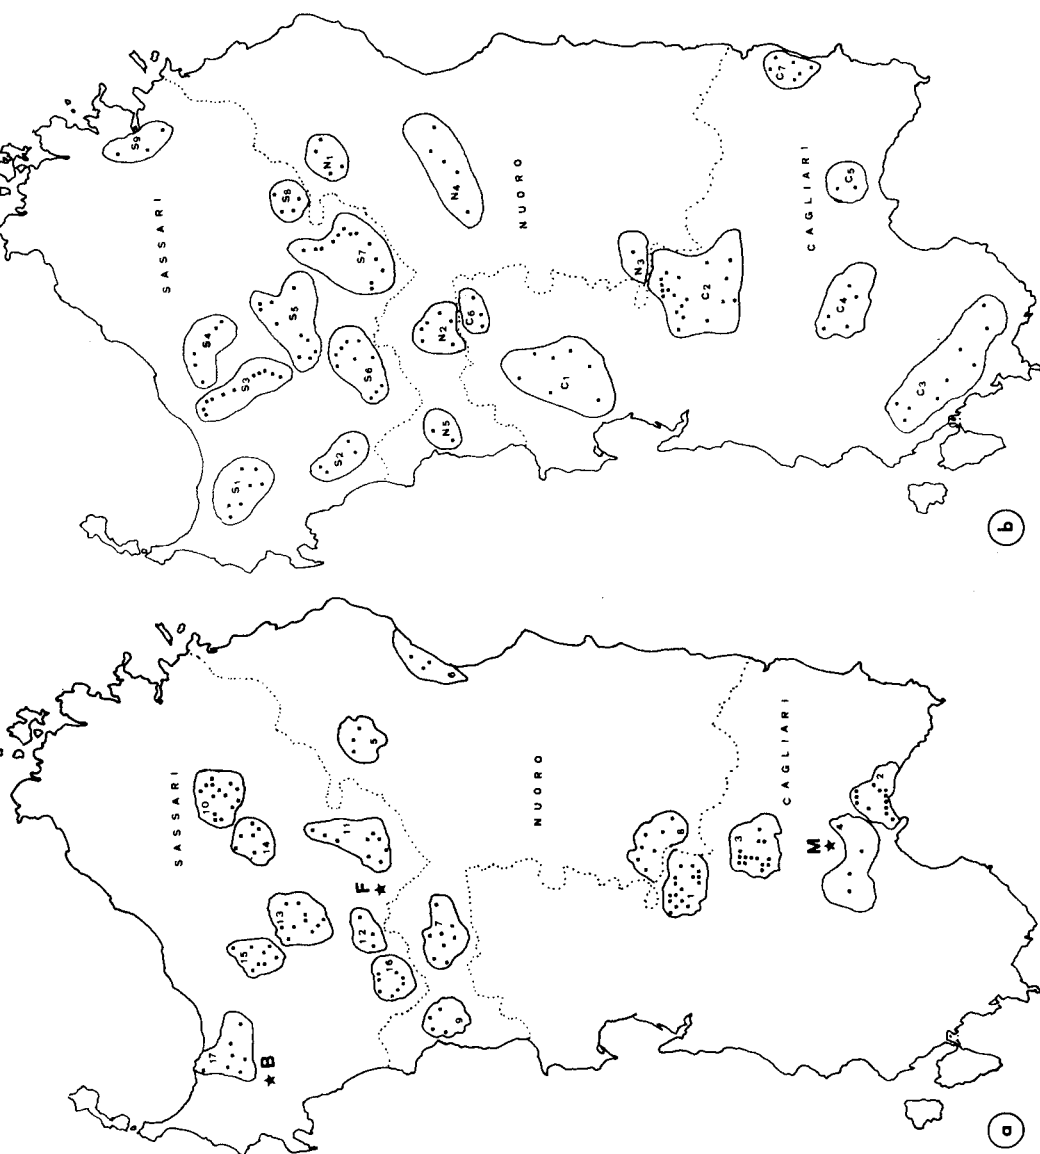 SASSARI
NUORO
CAGLIARI
S1
S2
S3
S4
S5
S6
S7
S8
S9
N1
N2
N3
N4
N5
C1
C2
C3
C4
C5
C6
C7
b
SASSARI
NUORO
CAGLIARI
1
2
3
4
5
6
7
8
9
10
11
12
13
14
15
16
17
B
F
M
a